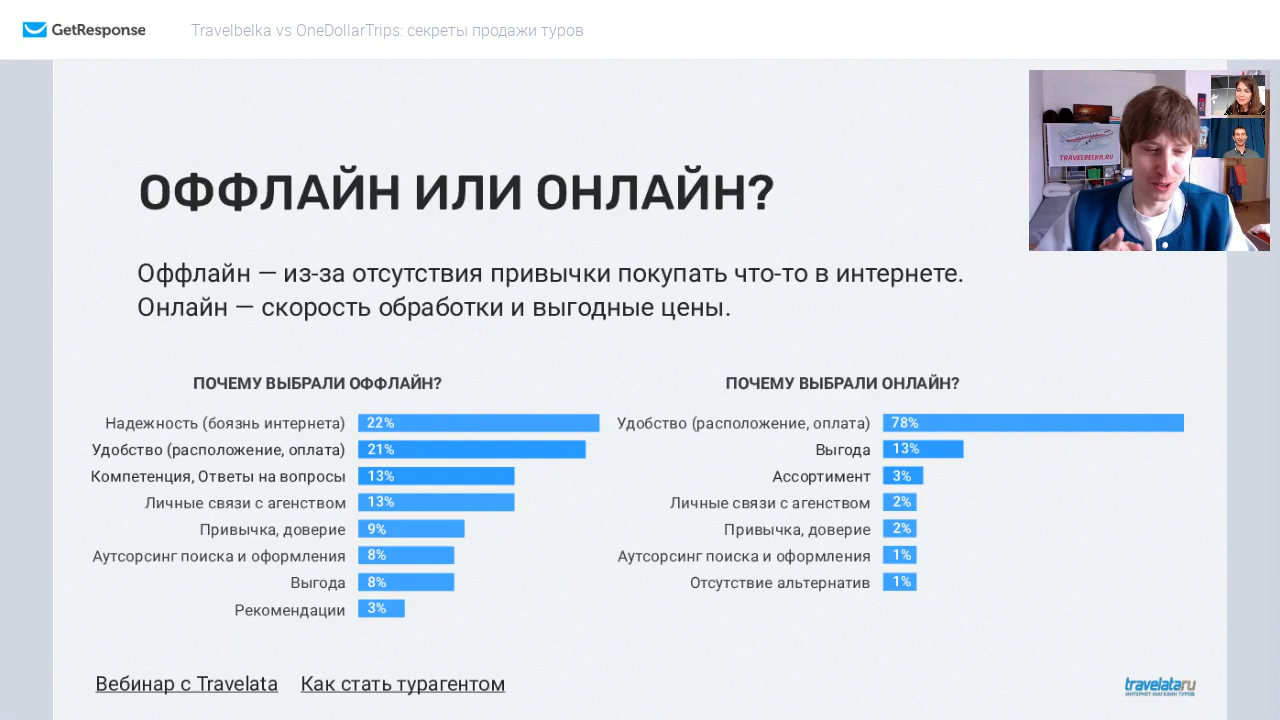 GetResponse
Travelbelka vs OneDollarTrips: секреты продажи туров
TRAVELBELKA.RU
ОФФЛАЙН ИЛИ ОНЛАЙН?
Оффлайн — из-за отсутствия привычки покупать что-то в интернете.
Онлайн — скорость обработки и выгодные цены.
ПОЧЕМУ ВЫБРАЛИ ОФФЛАЙН?
Надежность (боязнь интернета) 22%
Удобство (расположение, оплата) 21%
Компетенция, Ответы на вопросы 13%
Личные связи с агенством 13%
Привычка, доверие 9%
Аутсорсинг поиска и оформления 8%
Выгода 8%
Рекомендации 3%
ПОЧЕМУ ВЫБРАЛИ ОНЛАЙН?
Удобство (расположение, оплата) 78%
Выгода 13%
Ассортимент 3%
Личные связи с агенством 2%
Привычка, доверие 2%
Аутсорсинг поиска и оформления 1%
Отсутствие альтернатив 1%
Вебинар с Travelata Как стать турагентом
travelataru
ИНТЕРНЕТ-МАГАЗИН ТУРОВ